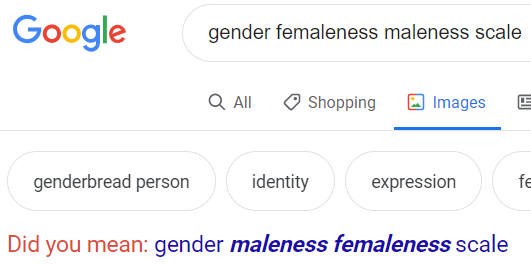 Google
gender femaleness maleness scale
All Shopping Images
genderbread person identity expression fe
Did you mean: gender maleness femaleness scale